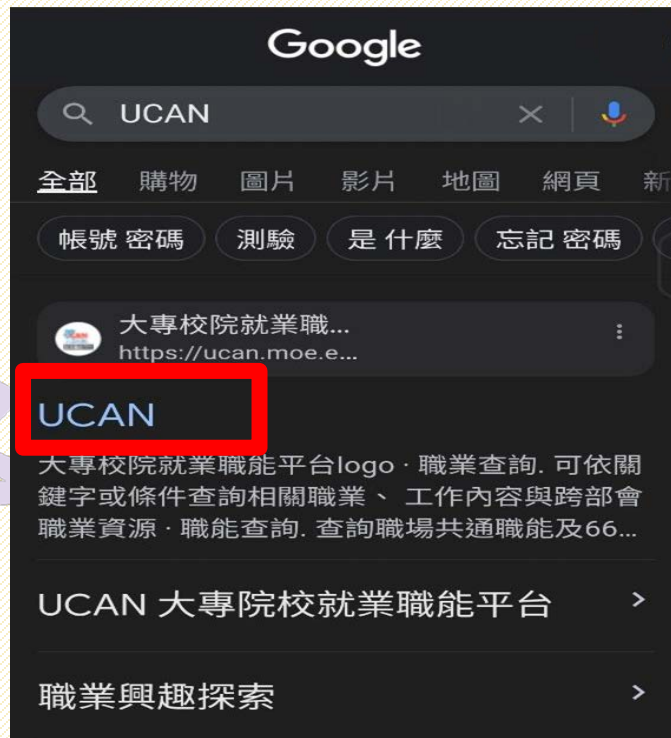 Google
UCAN
全部 購物 圖片 影片 地圖 網頁 新
帳號 密碼 測驗 是 什麼 忘記 密碼
大專校院就業職...
https://ucan.moe.e...
UCAN
大專校院就業職能平台logo · 職業查詢. 可依關
鍵字或條件查詢相關職業、 工作內容與跨部會
職業資源 · 職能查詢. 查詢職場共通職能及66...
UCAN 大專院校就業職能平台
職業興趣探索